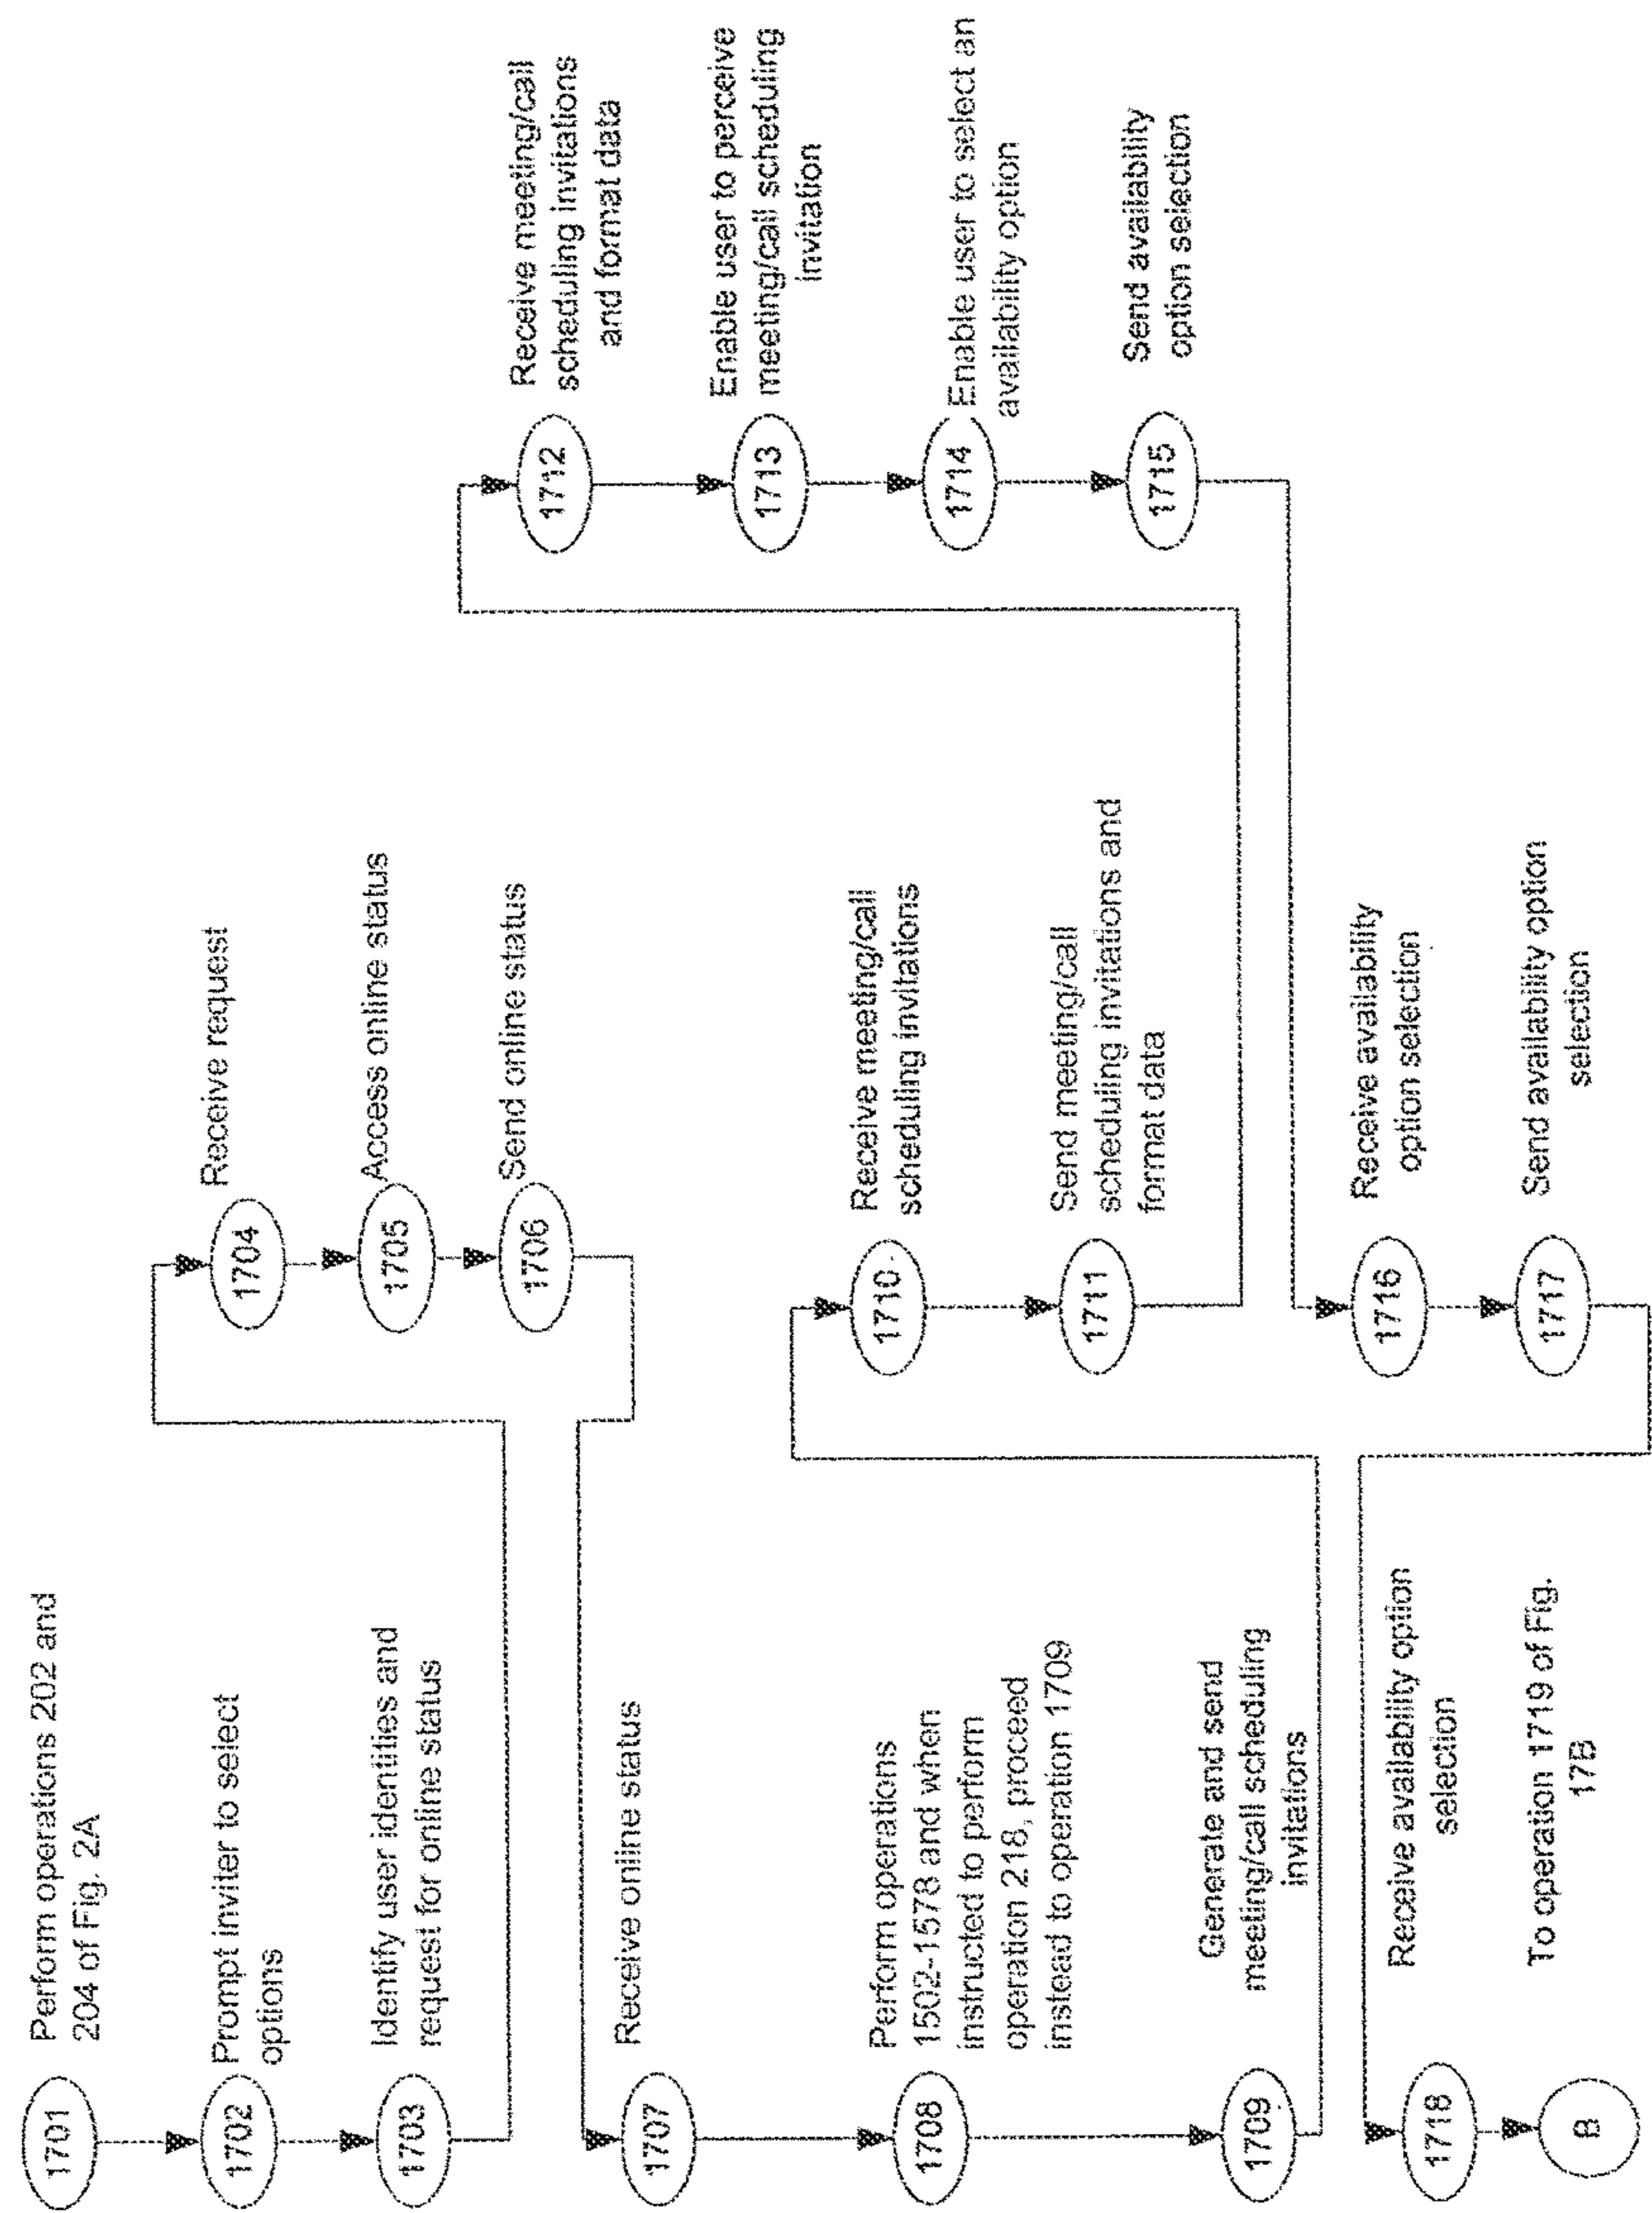 1701
Perform operations 202 and
204 of Fig. 2A
1702
Prompt inviter to select
options
1703
Identify user identities and
request for online status
1704
Receive request
1705
Access online status
1706
Send online status
1707
Receive online status
1708
Perform operations
1502-1578 and when
instructed to perform
operation 218, proceed
instead to operation 1709
1709
Generate and send
meeting/call scheduling
invitations
1710
Receive meeting/call
scheduling invitations
1711
Send meeting/call
scheduling invitations and
format data
1712
Receive meeting/call
scheduling invitations
and format data
1713
Enable user to perceive
meeting/call scheduling
invitation
1714
Enable user to select an
availability option
1715
Send availability
option selection
1716
Receive availability
option selection
1717
Send availability option
selection
1718
Receive availability option
selection
B
To operation 1719 of Fig.
17B